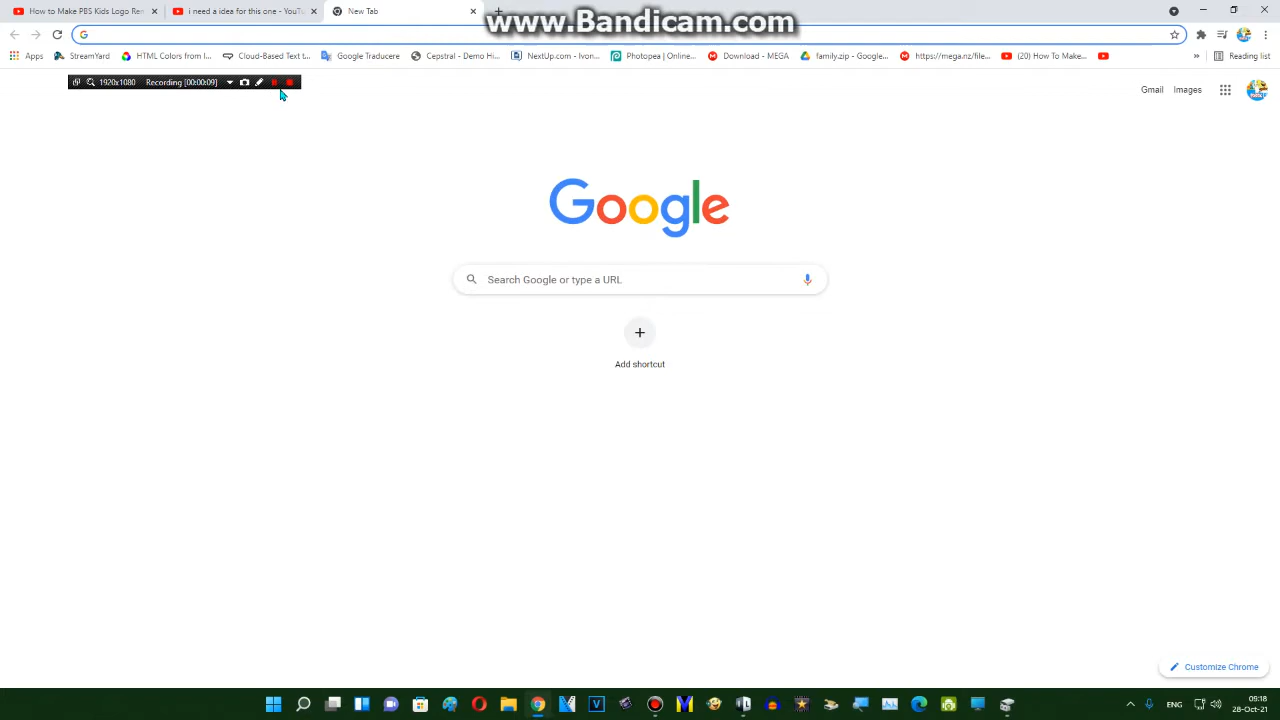 www.Bandicam.com
How to Make PBS Kids Logo Rem
i need a idea for this one - YouTu
New Tab
Apps
StreamYard
HTML Colors from I...
Cloud-Based Text t...
Google Traducere
Cepstral - Demo Hi...
NextUp.com - Ivon...
Photopea | Online...
Download - MEGA
family.zip - Google...
https://mega.nz/file...
(20) How To Make...
»
Reading list
1920x1080 Recording [00:00:09]
Gmail Images
Google
Search Google or type a URL
Add shortcut
Customize Chrome
ENG
09:18
28-Oct-21